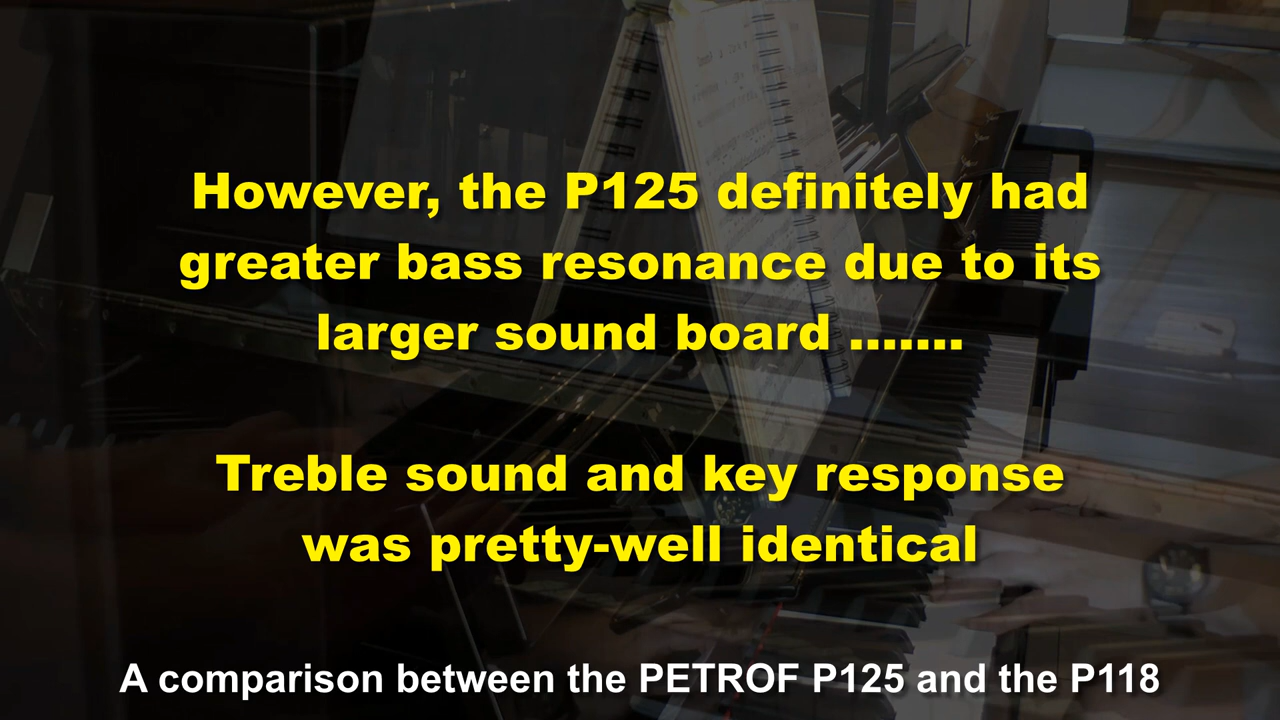 However, the P125 definitely had
greater bass resonance due to its
larger sound board .......
Treble sound and key response
was pretty-well identical
A comparison between the PETROF P125 and the P118